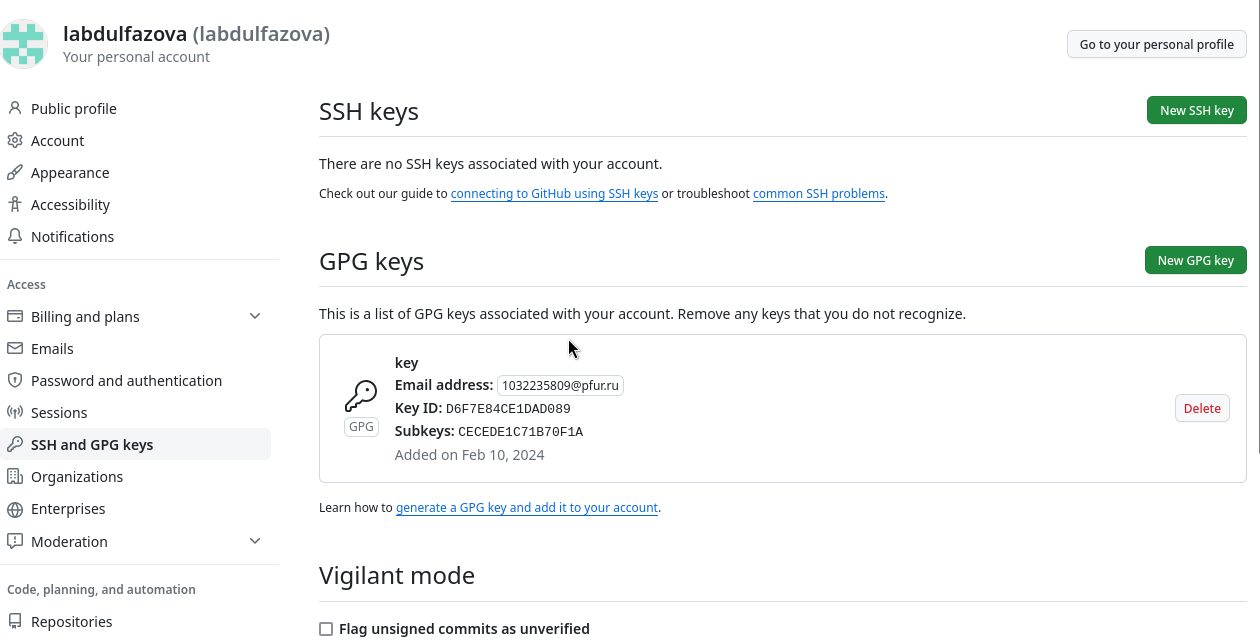 labdulfazova (labdulfazova)
Your personal account
Go to your personal profile
Public profile
Account
Appearance
Accessibility
Notifications
Access
Billing and plans
Emails
Password and authentication
Sessions
SSH and GPG keys
Organizations
Enterprises
Moderation
Code, planning, and automation
Repositories
SSH keys
New SSH key
There are no SSH keys associated with your account.
Check out our guide to connecting to GitHub using SSH keys or troubleshoot common SSH problems.
GPG keys
New GPG key
This is a list of GPG keys associated with your account. Remove any keys that you do not recognize.
GPG
key
Email address: 1032235809@pfur.ru
Key ID: D6F7E84CE1DAD089
Subkeys: CECEDE1C71B70F1A
Added on Feb 10, 2024
Delete
Learn how to generate a GPG key and add it to your account.
Vigilant mode
Flag unsigned commits as unverified